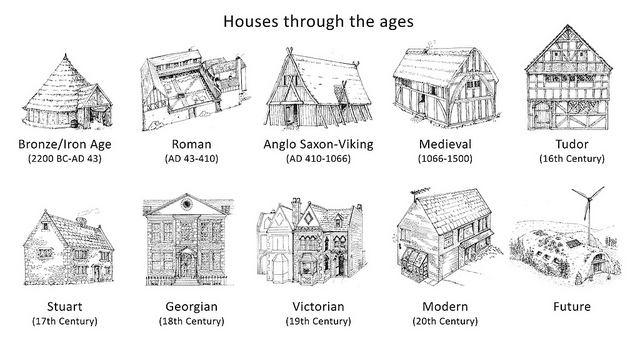 Houses through the ages
Bronze/Iron Age
(2200 BC-AD 43)
Roman
(AD 43-410)
Anglo Saxon-Viking
(AD 410-1066)
Medieval
(1066-1500)
Tudor
(16th Century)
Stuart
(17th Century)
Georgian
(18th Century)
Victorian
(19th Century)
Modern
(20th Century)
Future